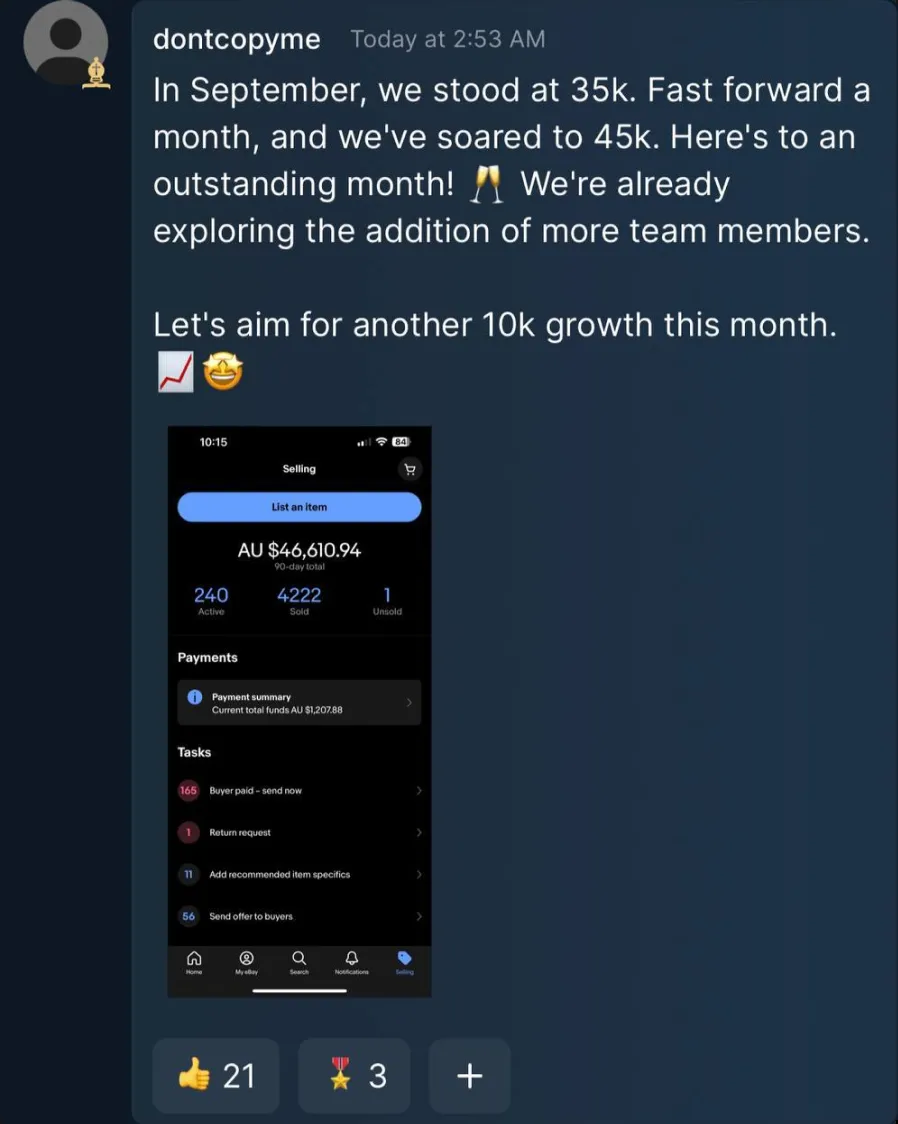 dontcopyme Today at 2:53 AM
In September, we stood at 35k. Fast forward a
month, and we've soared to 45k. Here's to an
outstanding month! 🥂 We're already
exploring the addition of more team members.
Let's aim for another 10k growth this month.
📈🤩
10:15 84
Selling
List an item
AU $46,610.94
90-day total
240 4222 1
Active Sold Unsold
Payments
Payment summary
Current total funds AU $1,207.88
Tasks
165 Buyer paid – send now
1 Return request
11 Add recommended item specifics
56 Send offer to buyers
Home My eBay Search Notifications Selling
👍 21 🎖 3 +